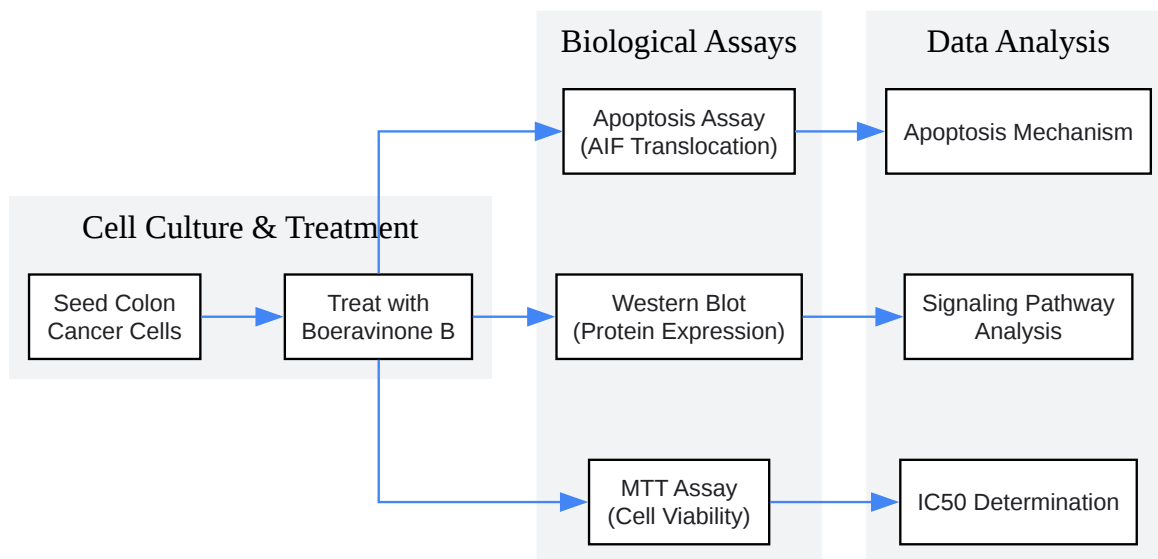 Biological Assays
Data Analysis
Apoptosis Assay
(AIF Translocation)
Apoptosis Mechanism
Cell Culture & Treatment
Seed Colon
Cancer Cells
Treat with
Boeravinone B
Western Blot
(Protein Expression)
Signaling Pathway
Analysis
MTT Assay
(Cell Viability)
IC50 Determination